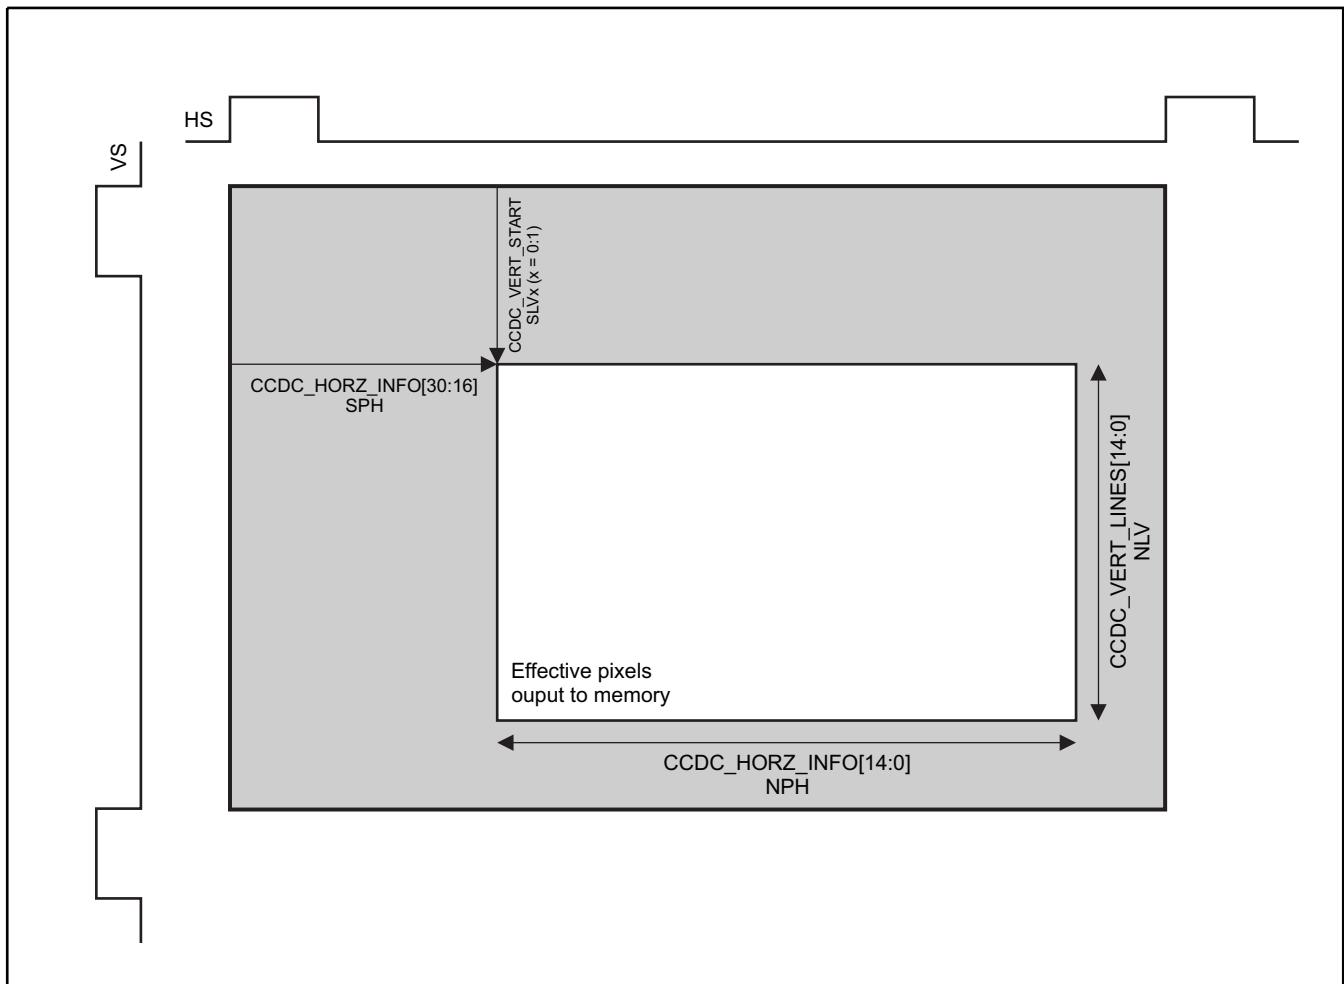 HS
VS
CCDC_VERT_START
SLVx (x = 0:1)
CCDC_HORZ_INFO[30:16]
SPH
CCDC_VERT_LINES[14:0]
NLV
Effective pixels
ouput to memory
CCDC_HORZ_INFO[14:0]
NPH